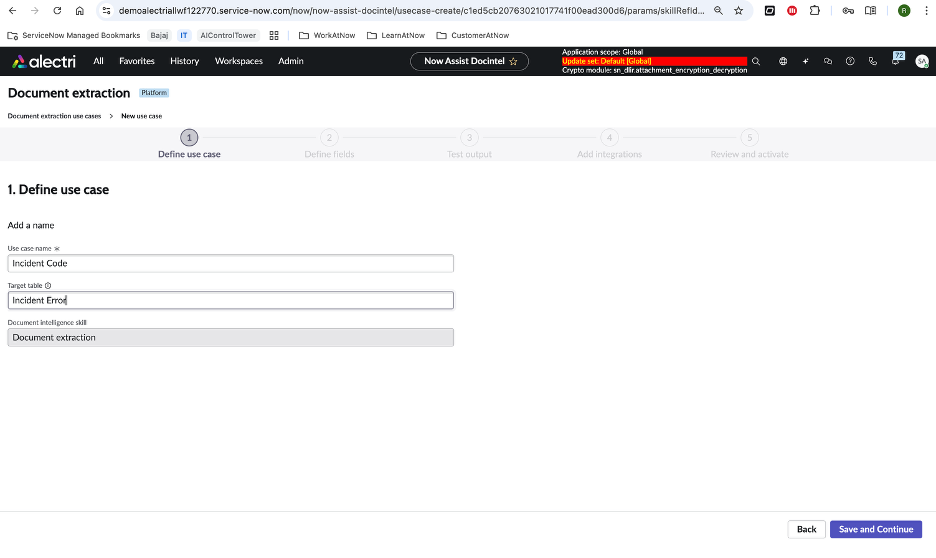 demoalectriallwf122770.service-now.com/now/now-assist-docintel/usecase-create/c1ed5cb20763021017741f00ead300d6/params/skillRefId...
R
ServiceNow Managed Bookmarks Bajaj IT AIControlTower WorkAtNow LearnAtNow CustomerAtNow
alectri All Favorites History Workspaces Admin Now Assist Docintel
Application scope: Global
Update set: Default [Global]
Crypto module: sn_dlir.attachment_encryption_decryption
72
SA
Document extraction Platform
Document extraction use cases > New use case
1 2 3 4 5
Define use case Define fields Test output Add integrations Review and activate
1. Define use case
Add a name
Use case name *
Incident Code
Target table
Incident Error
Document intelligence skill
Document extraction
Back Save and Continue